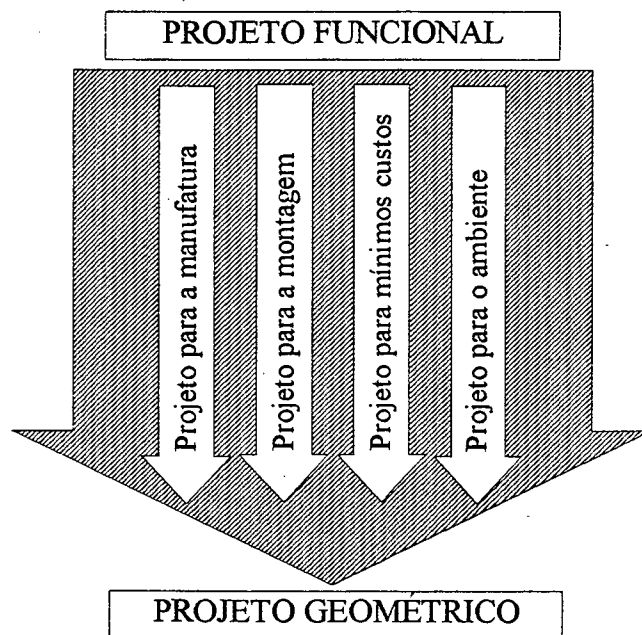 PROJETO FUNCIONAL
Projeto para a manufatura
Projeto para a montagem
Projeto para mínimos custos
Projeto para o ambiente
PROJETO GEOMÉTRICO